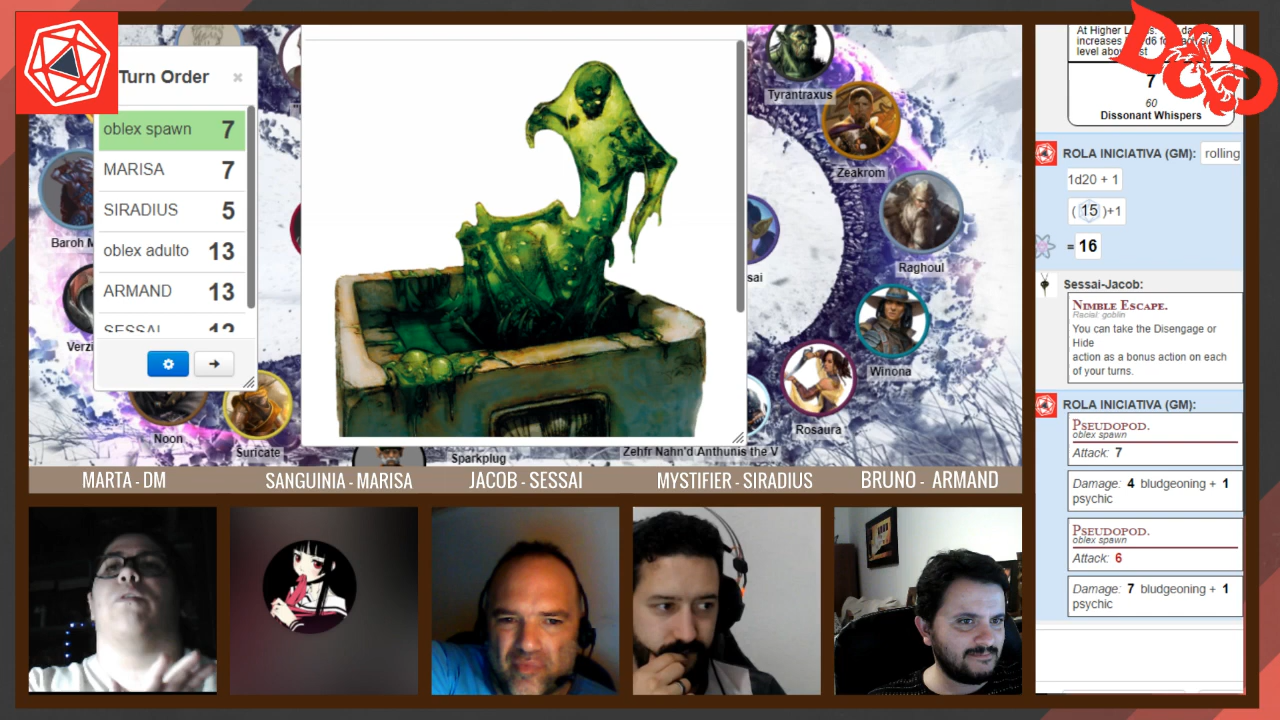 Turn Order
×
oblex spawn 7
MARISA 7
SIRADIUS 5
oblex adulto 13
ARMAND 13
Baroh
Noon
Suricate
Sparkplug
Zehfr Nahn'd Anthunis the V
Tyrantraxus
Zeakrom
Raghoul
Winona
Rosaura
sai
MARTA - DM
SANGUINIA - MARISA
JACOB - SESSAI
MYSTIFIER - SIRADIUS
BRUNO - ARMAND
At Higher
increases
level
7
60
Dissonant Whispers
ROLA INICIATIVA (GM): rolling
1d20 + 1
( 15 )+1
= 16
Sessai-Jacob:
NIMBLE ESCAPE.
Racial: goblin
You can take the Disengage or
Hide
action as a bonus action on each
of your turns.
ROLA INICIATIVA (GM):
PSEUDOPOD.
oblex spawn
Attack: 7
Damage: 4 bludgeoning + 1
psychic
PSEUDOPOD.
oblex spawn
Attack: 6
Damage: 7 bludgeoning + 1
psychic